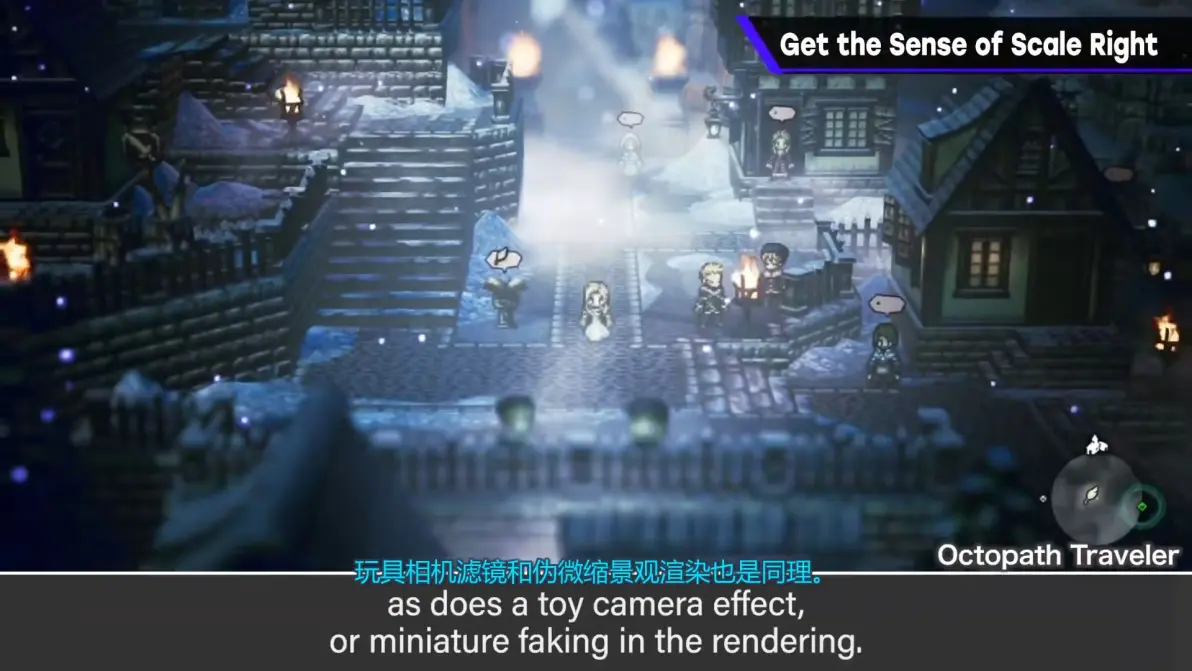 Get the Sense of Scale Right
Octopath Traveler
玩具相机滤镜和伪微缩景观渲染也是同理。
as does a toy camera effect,
or miniature faking in the rendering.